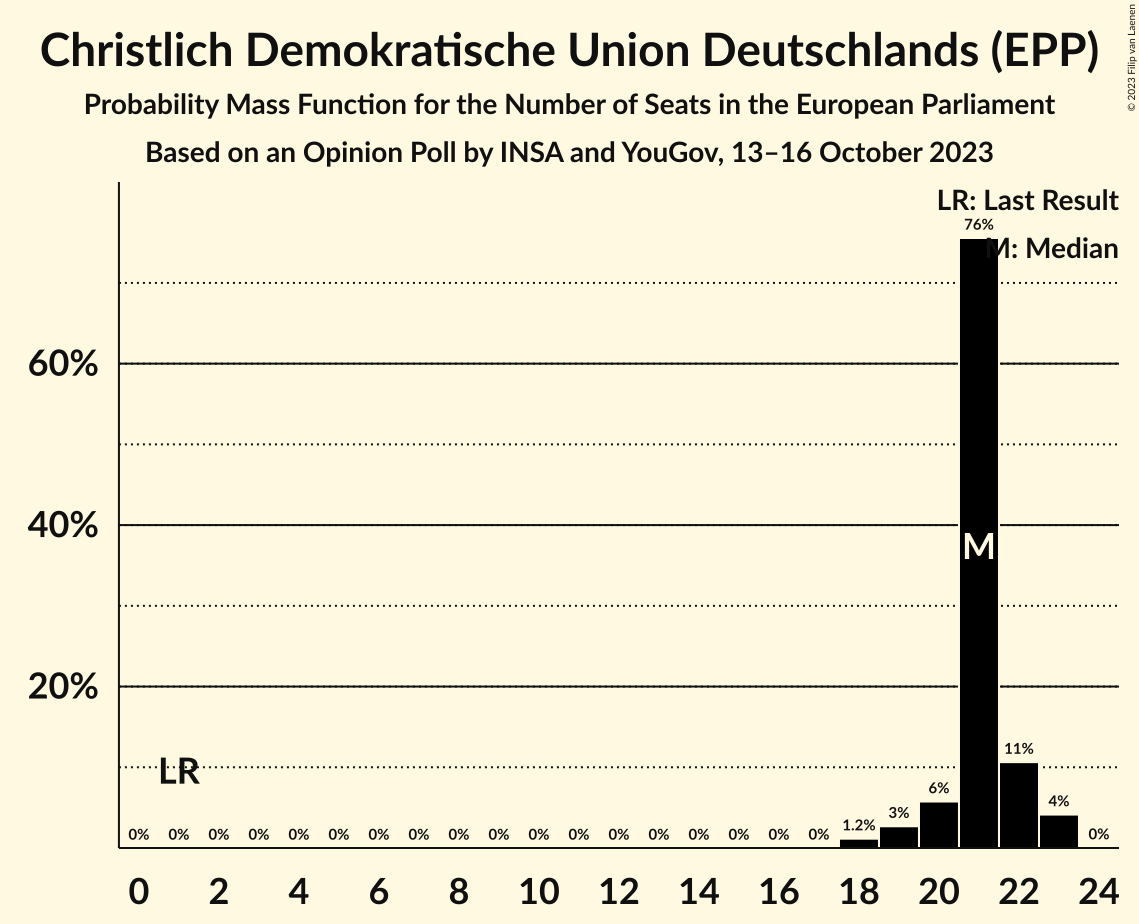 Christlich Demokratische Union Deutschlands (EPP)
Probability Mass Function for the Number of Seats in the European Parliament
Based on an Opinion Poll by INSA and YouGov, 13–16 October 2023
© 2023 Filip van Laenen
LR: Last Result
M: Median
60%
40%
20%
LR
M
0% 0% 0% 0% 0% 0% 0% 0% 0% 0% 0% 0% 0% 0% 0% 0% 0% 0% 1.2% 3% 6% 76% 11% 4% 0%
0 2 4 6 8 10 12 14 16 18 20 22 24